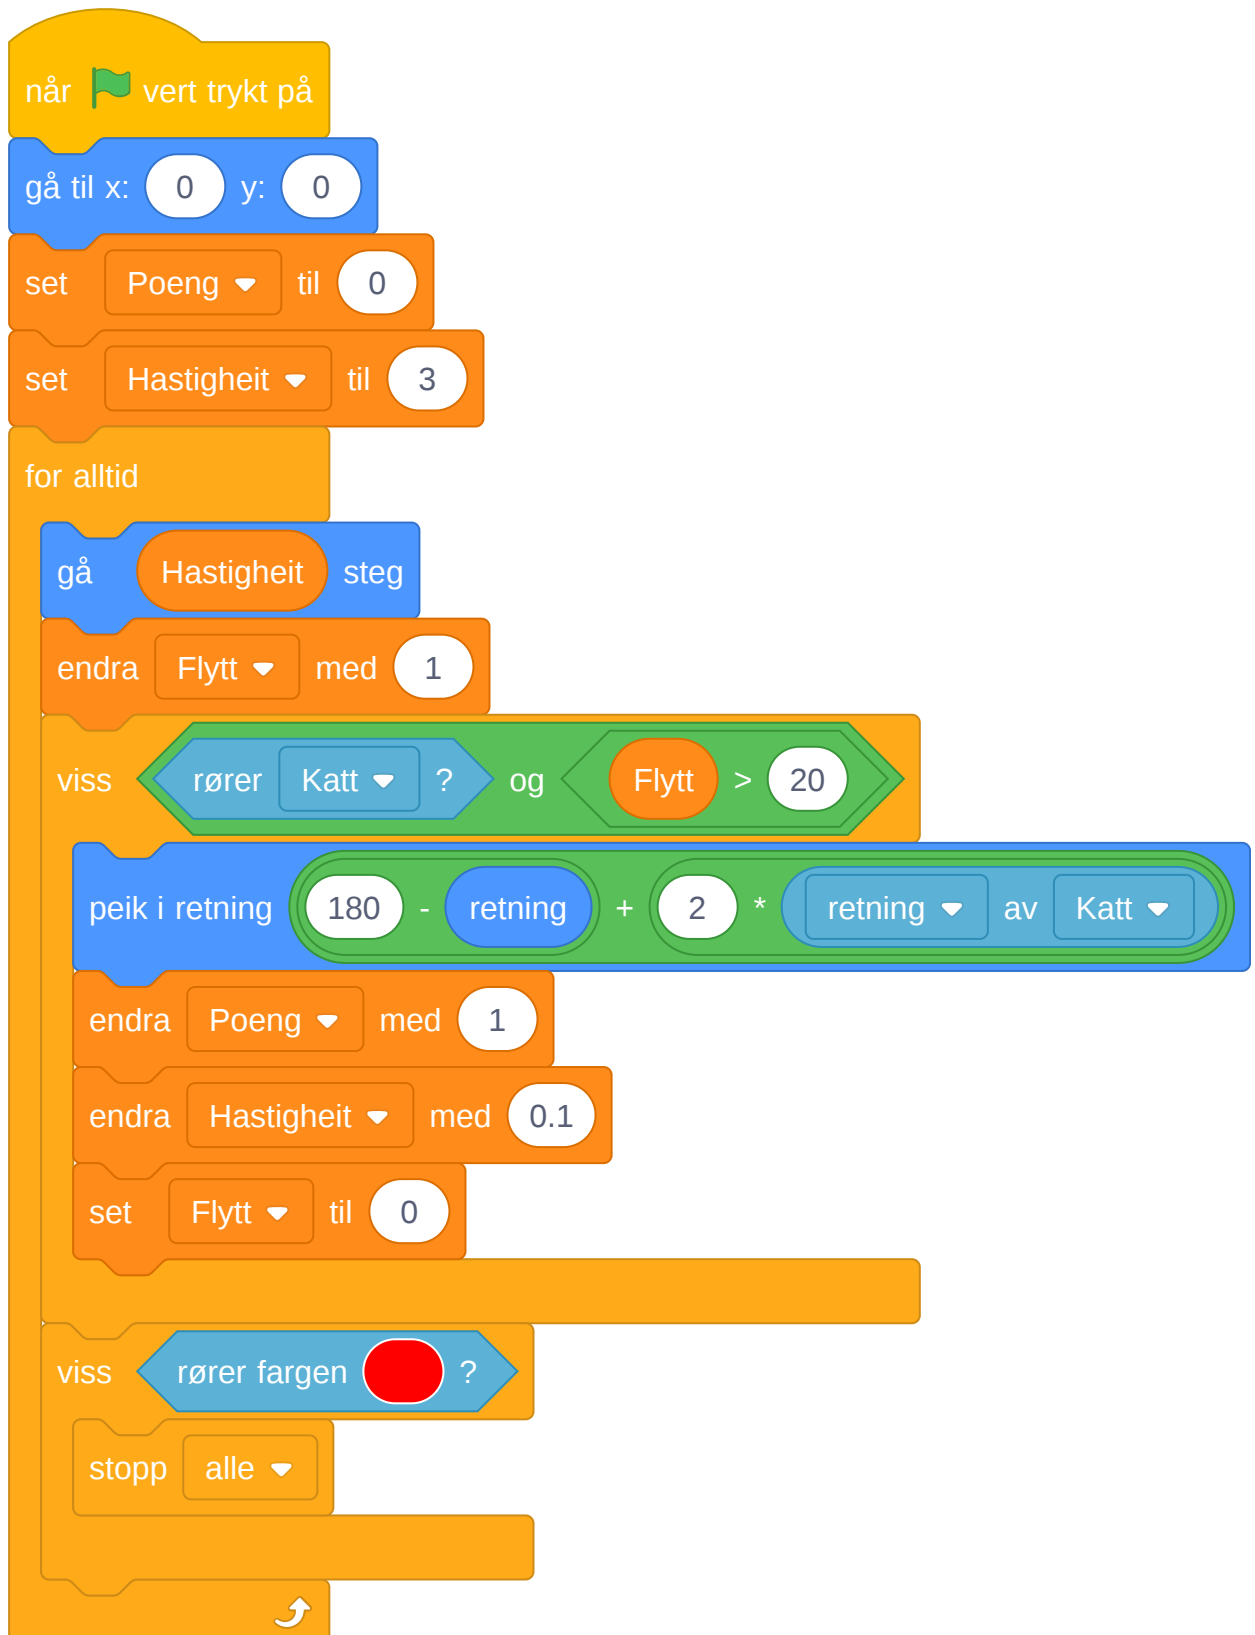 når vert trykt på
gå til x: 0 y: 0
set Poeng til 0
set Hastigheit til 3
for alltid
gå Hastigheit steg
endra Flytt med 1
viss rører Katt ? og Flytt > 20
peik i retning 180 - retning + 2 * retning av Katt
endra Poeng med 1
endra Hastigheit med 0.1
set Flytt til 0
viss rører fargen ?
stopp alle